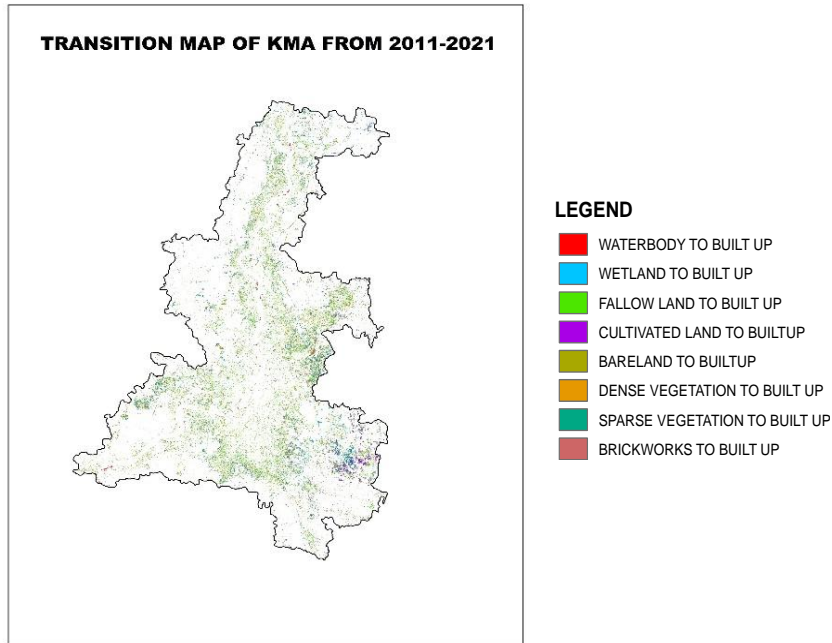 TRANSITION MAP OF KMA FROM 2011-2021
LEGEND
WATERBODY TO BUILT UP
WETLAND TO BUILT UP
FALLOW LAND TO BUILT UP
CULTIVATED LAND TO BUILTUP
BARELAND TO BUILTUP
DENSE VEGETATION TO BUILT UP
SPARSE VEGETATION TO BUILT UP
BRICKWORKS TO BUILT UP